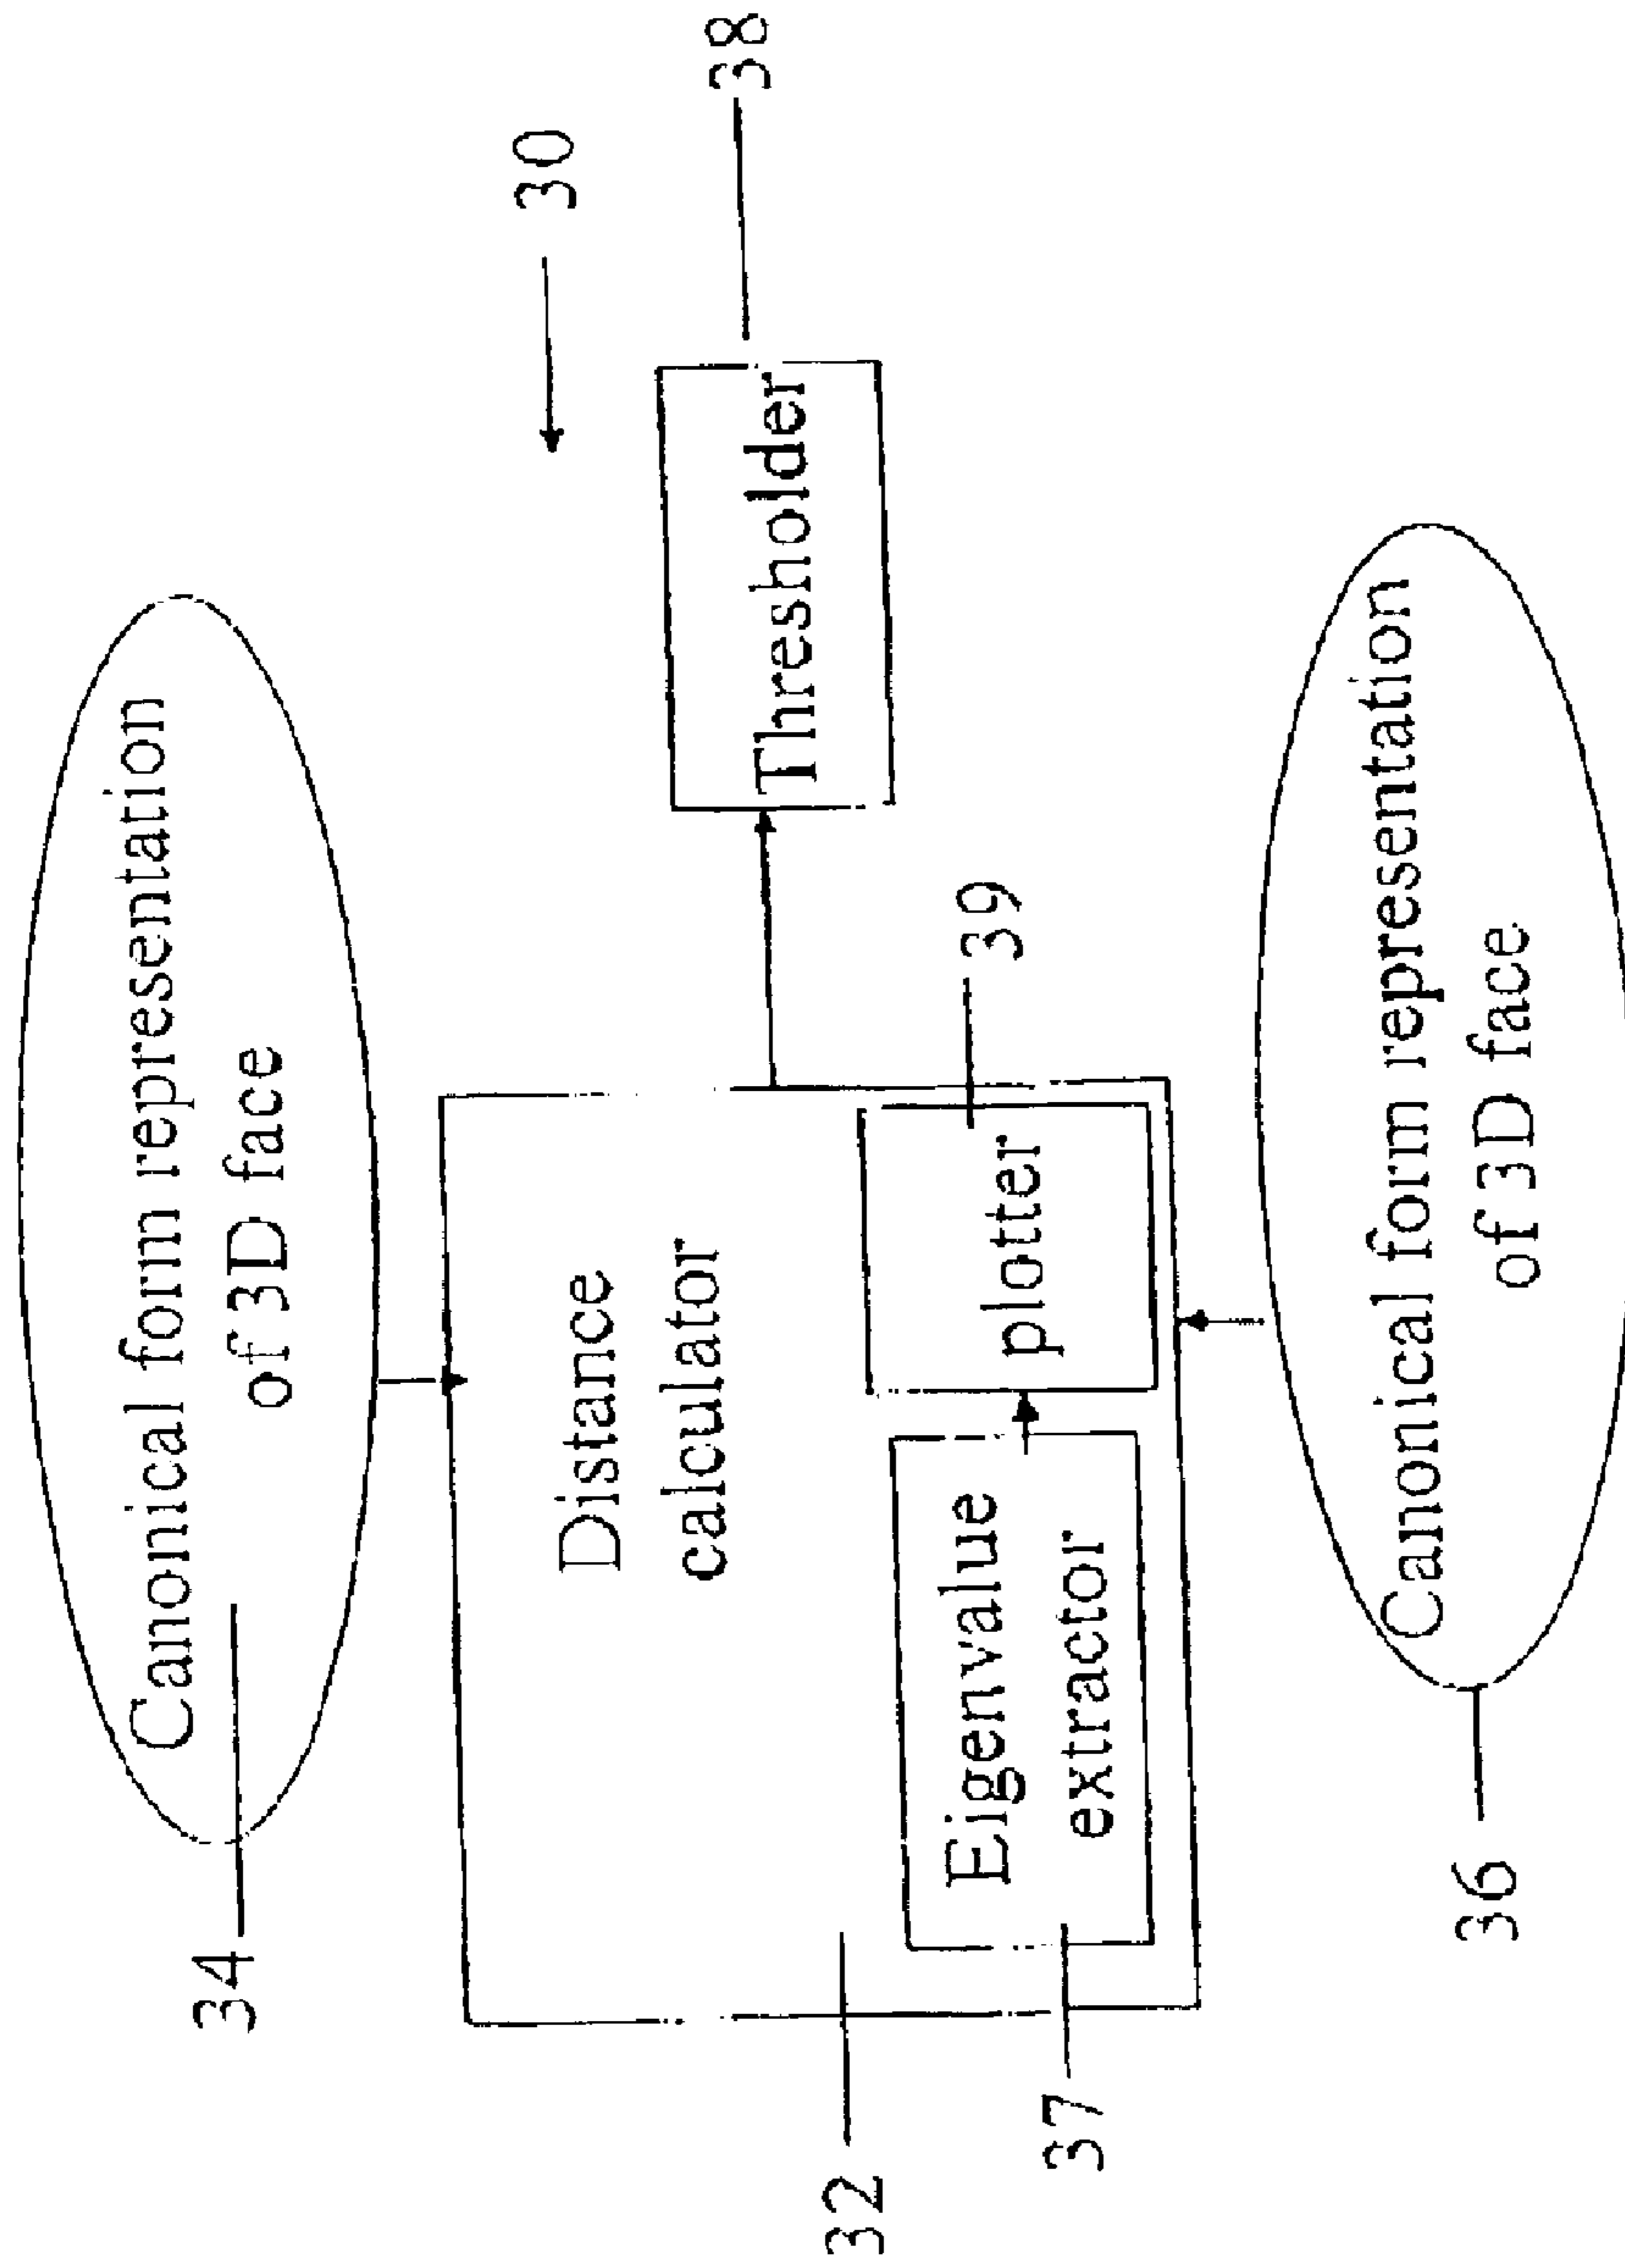 34
Canonical form representation
of 3D face
30
32
Distance
calculator
Thresholder
38
37
Eigenvalue
extractor
plotter
39
36
Canonical form representation
of 3D face